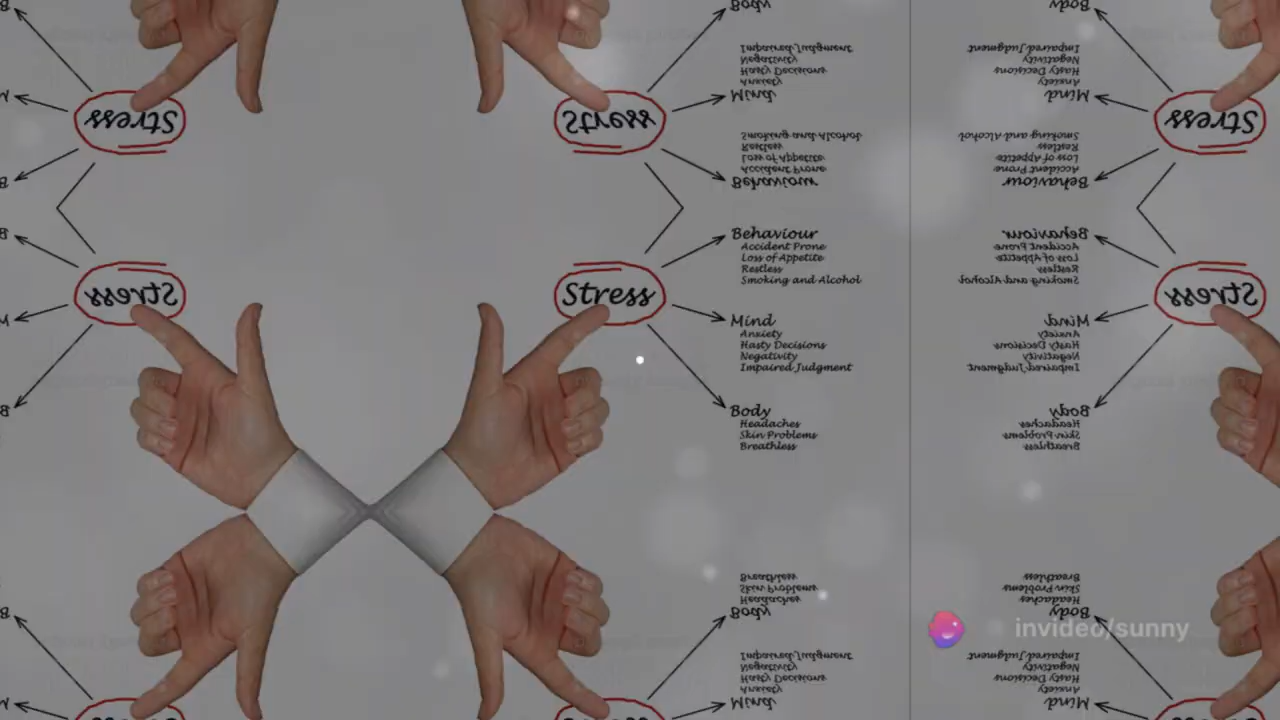 Stress
Behaviour
Accident Prone
Loss of Appetite
Restless
Smoking and Alcohol
Mind
Anxiety
Hasty Decisions
Negativity
Impaired Judgment
Body
Headaches
Skin Problems
Breathless
invideo/sunny